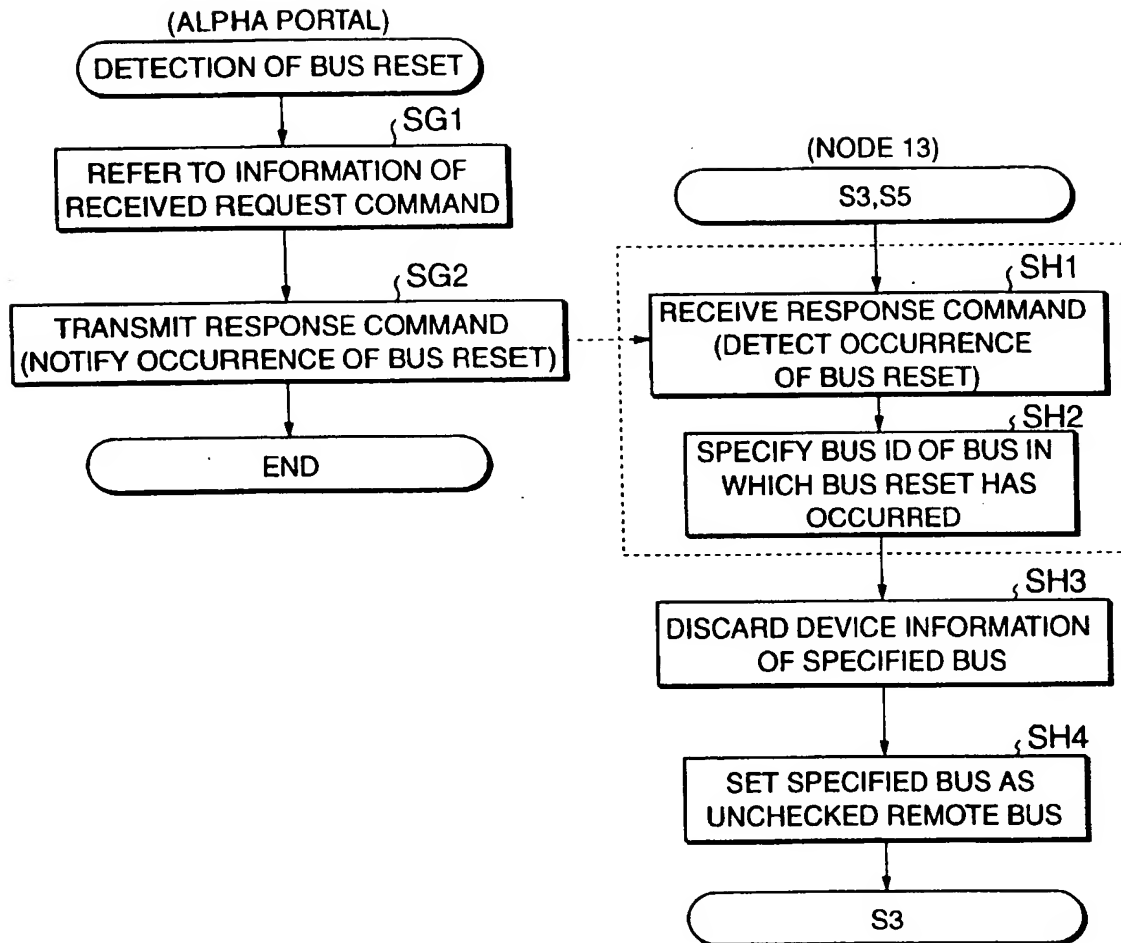 (ALPHA PORTAL)
DETECTION OF BUS RESET
SG1
REFER TO INFORMATION OF
RECEIVED REQUEST COMMAND
SG2
TRANSMIT RESPONSE COMMAND
(NOTIFY OCCURRENCE OF BUS RESET)
END
(NODE 13)
S3,S5
SH1
RECEIVE RESPONSE COMMAND
(DETECT OCCURRENCE
OF BUS RESET)
SH2
SPECIFY BUS ID OF BUS IN
WHICH BUS RESET HAS
OCCURRED
SH3
DISCARD DEVICE INFORMATION
OF SPECIFIED BUS
SH4
SET SPECIFIED BUS AS
UNCHECKED REMOTE BUS
S3